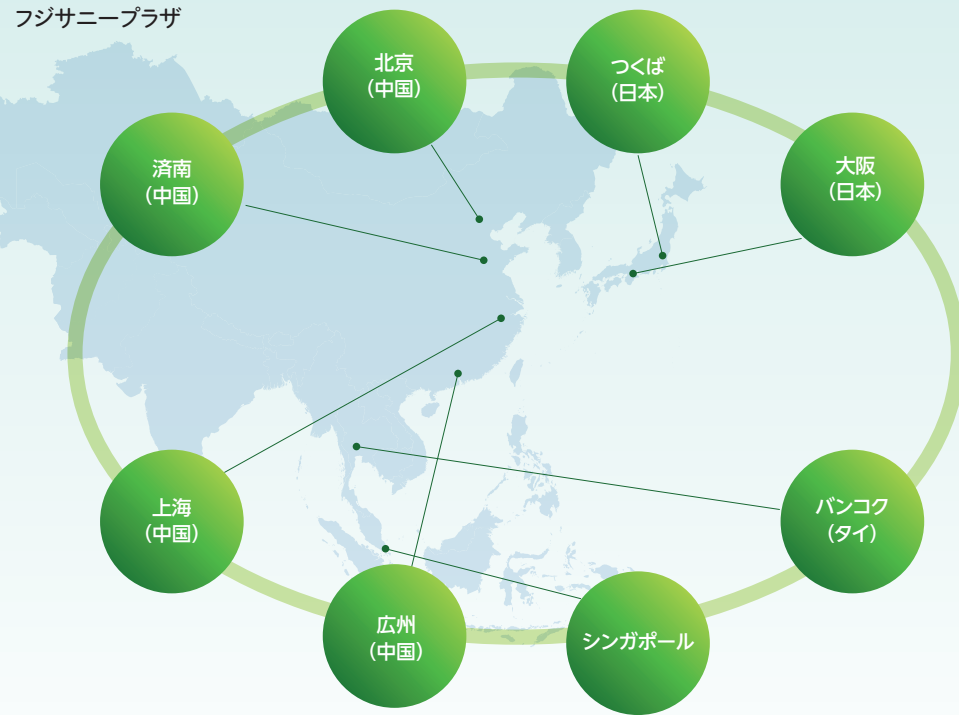 フジサニープラザ
北京
（中国）
つくば
（日本）
済南
（中国）
大阪
（日本）
上海
（中国）
バンコク
（タイ）
広州
（中国）
シンガポール